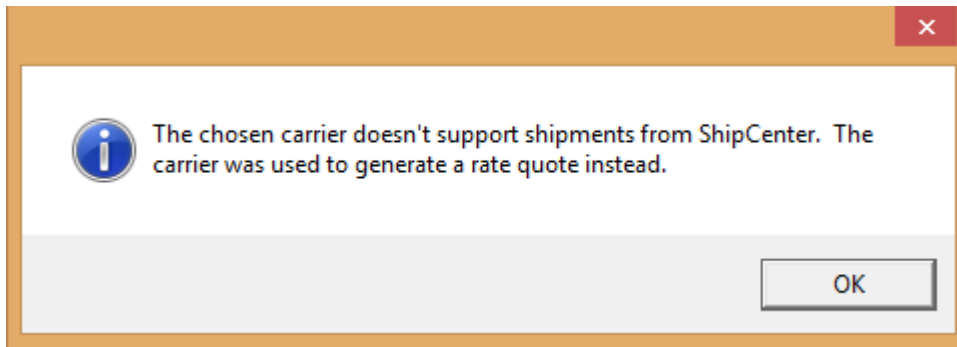 The chosen carrier doesn't support shipments from ShipCenter.  The
carrier was used to generate a rate quote instead.
OK